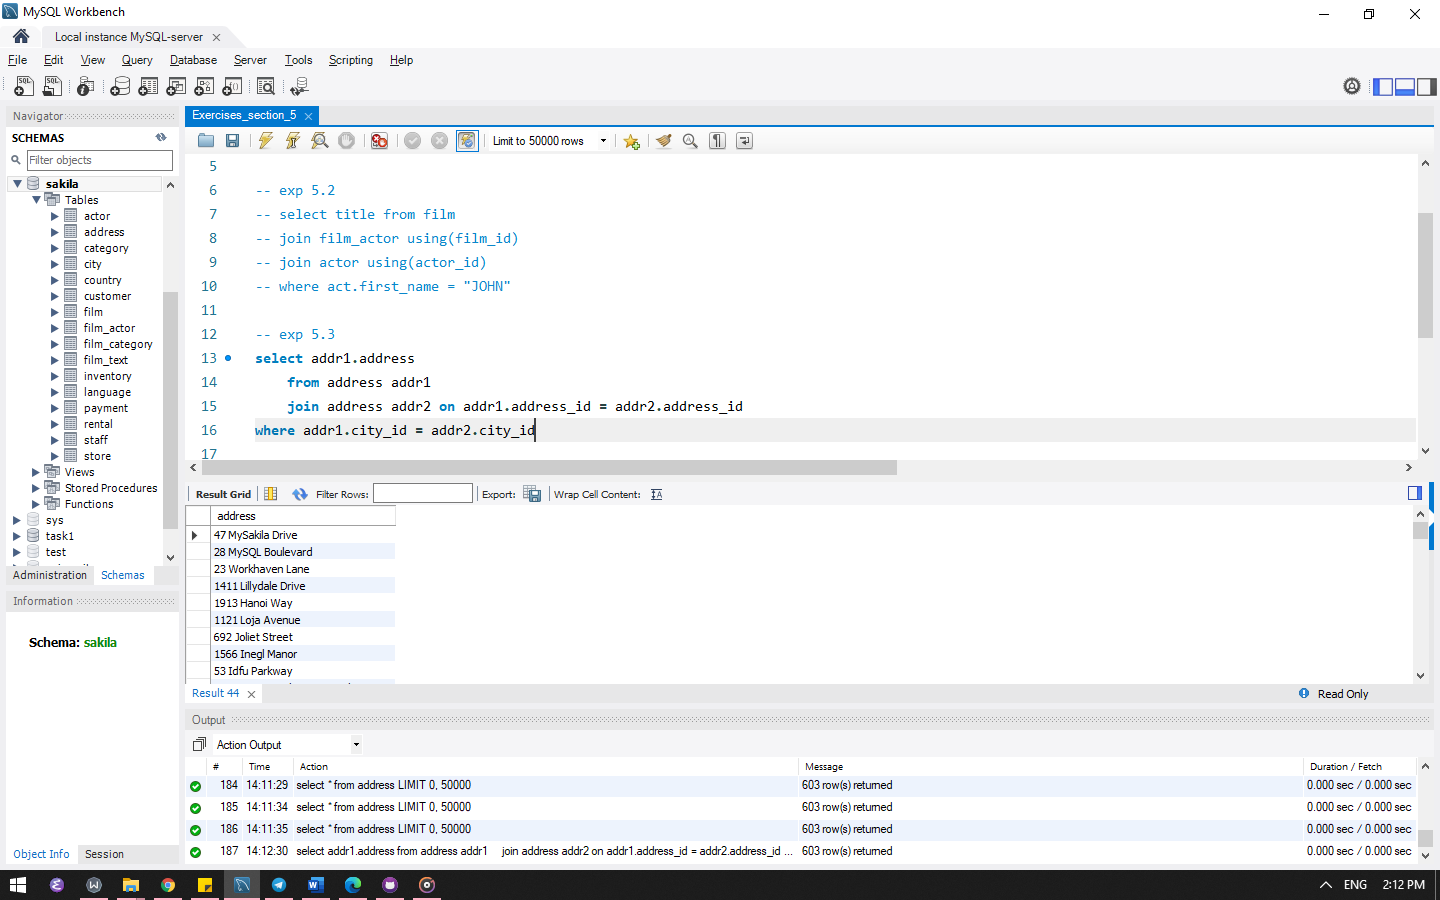 MySQL Workbench
Local instance MySQL-server
File Edit View Query Database Server Tools Scripting Help
Navigator
SCHEMAS
Filter objects
sakila
Tables
actor
address
category
city
country
customer
film
film_actor
film_category
film_text
inventory
language
payment
rental
staff
store
Views
Stored Procedures
Functions
sys
task1
test
Administration Schemas
Information
Schema: sakila
Object Info Session
Exercises_section_5
Limit to 50000 rows
5
6 -- exp 5.2
7 -- select title from film
8 -- join film_actor using(film_id)
9 -- join actor using(actor_id)
10 -- where act.first_name = "JOHN"
11
12 -- exp 5.3
13 select addr1.address
14 from address addr1
15 join address addr2 on addr1.address_id = addr2.address_id
16 where addr1.city_id = addr2.city_id
17
Result Grid Filter Rows: Export: Wrap Cell Content:
address
47 MySakila Drive
28 MySQL Boulevard
23 Workhaven Lane
1411 Lillydale Drive
1913 Hanoi Way
1121 Loja Avenue
692 Joliet Street
1566 Inegl Manor
53 Idfu Parkway
Result 44 Read Only
Output
Action Output
# Time Action Message Duration / Fetch
184 14:11:29 select * from address LIMIT 0, 50000 603 row(s) returned 0.000 sec / 0.000 sec
185 14:11:34 select * from address LIMIT 0, 50000 603 row(s) returned 0.000 sec / 0.000 sec
186 14:11:35 select * from address LIMIT 0, 50000 603 row(s) returned 0.000 sec / 0.000 sec
187 14:12:30 select addr1.address from address addr1 join address addr2 on addr1.address_id = addr2.address_id ... 603 row(s) returned 0.000 sec / 0.000 sec
ENG 2:12 PM